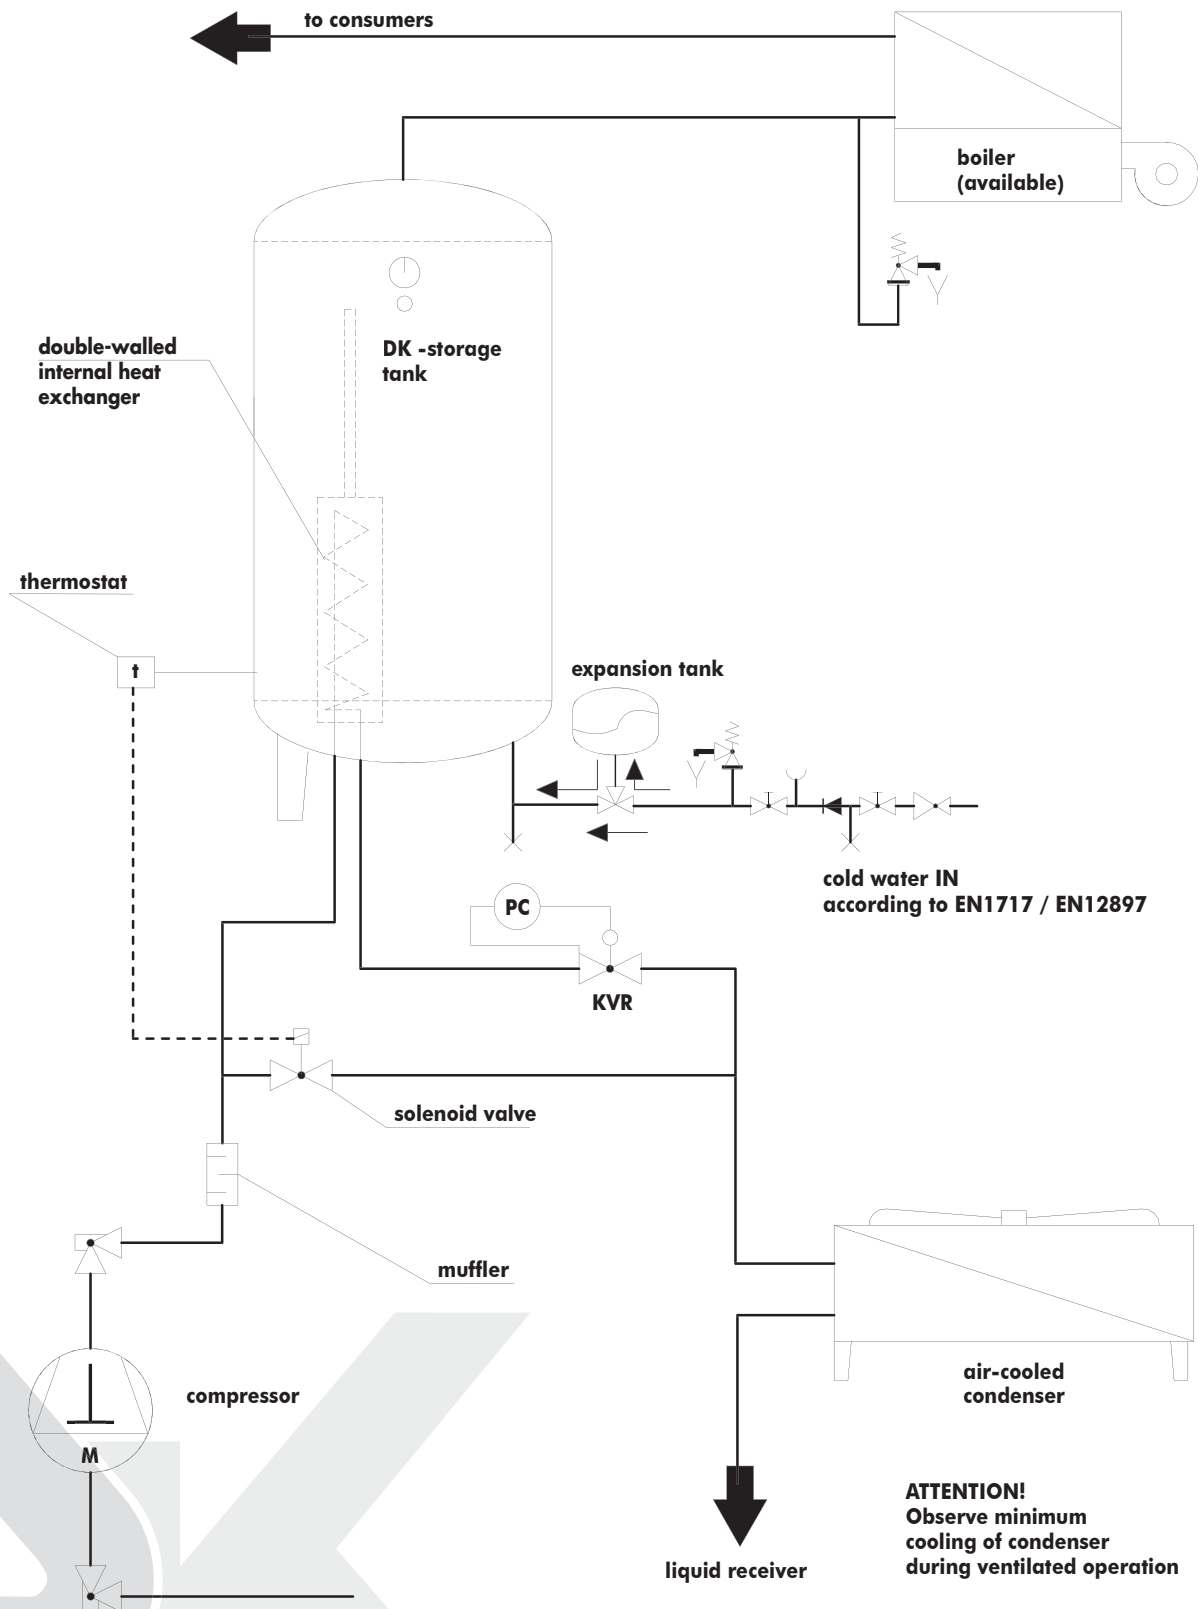 to consumers
boiler
(available)
double-walled
internal heat
exchanger
DK -storage
tank
thermostat
t
expansion tank
cold water IN
according to EN1717 / EN12897
PC
KVR
solenoid valve
muffler
compressor
M
air-cooled
condenser
ATTENTION!
Observe minimum
cooling of condenser
during ventilated operation
liquid receiver